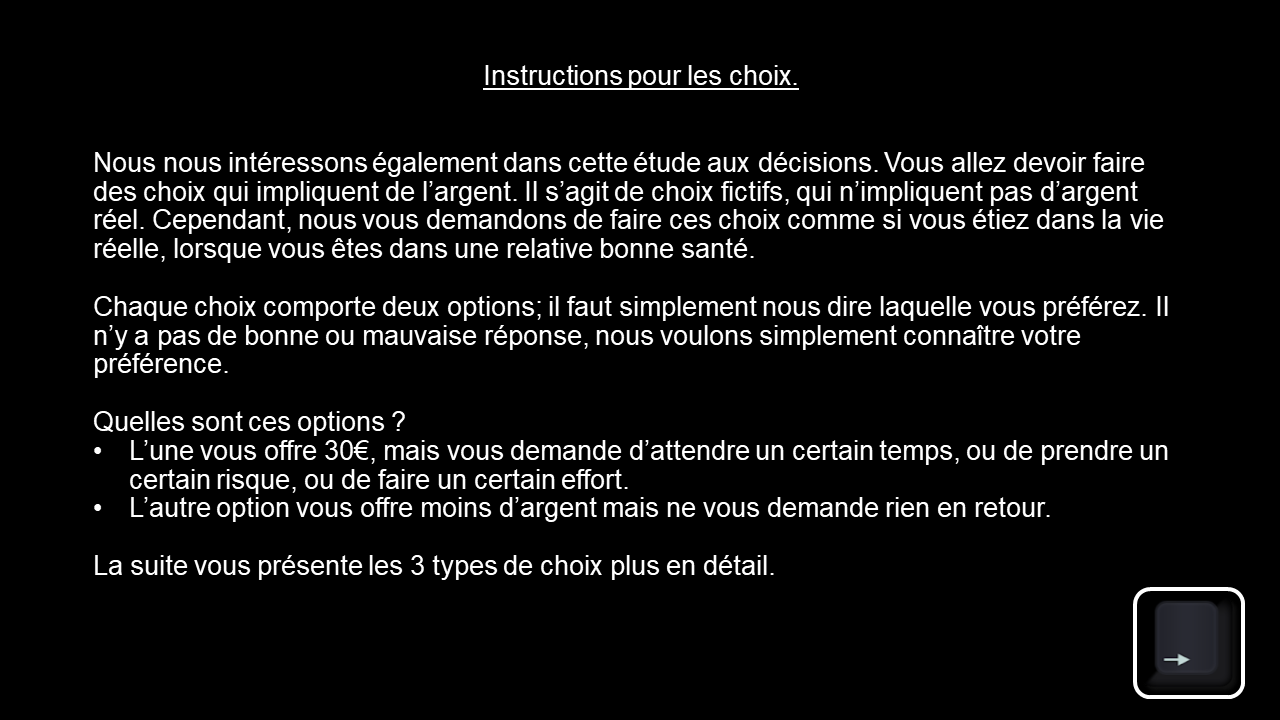 Instructions pour les choix.
Nous nous intéressons également dans cette étude aux décisions. Vous allez devoir faire
des choix qui impliquent de l’argent. Il s’agit de choix fictifs, qui n’impliquent pas d’argent
réel. Cependant, nous vous demandons de faire ces choix comme si vous étiez dans la vie
réelle, lorsque vous êtes dans une relative bonne santé.
Chaque choix comporte deux options; il faut simplement nous dire laquelle vous préférez. Il
n’y a pas de bonne ou mauvaise réponse, nous voulons simplement connaître votre
préférence.
Quelles sont ces options ?
• L’une vous offre 30€, mais vous demande d’attendre un certain temps, ou de prendre un
certain risque, ou de faire un certain effort.
• L’autre option vous offre moins d’argent mais ne vous demande rien en retour.
La suite vous présente les 3 types de choix plus en détail.
→